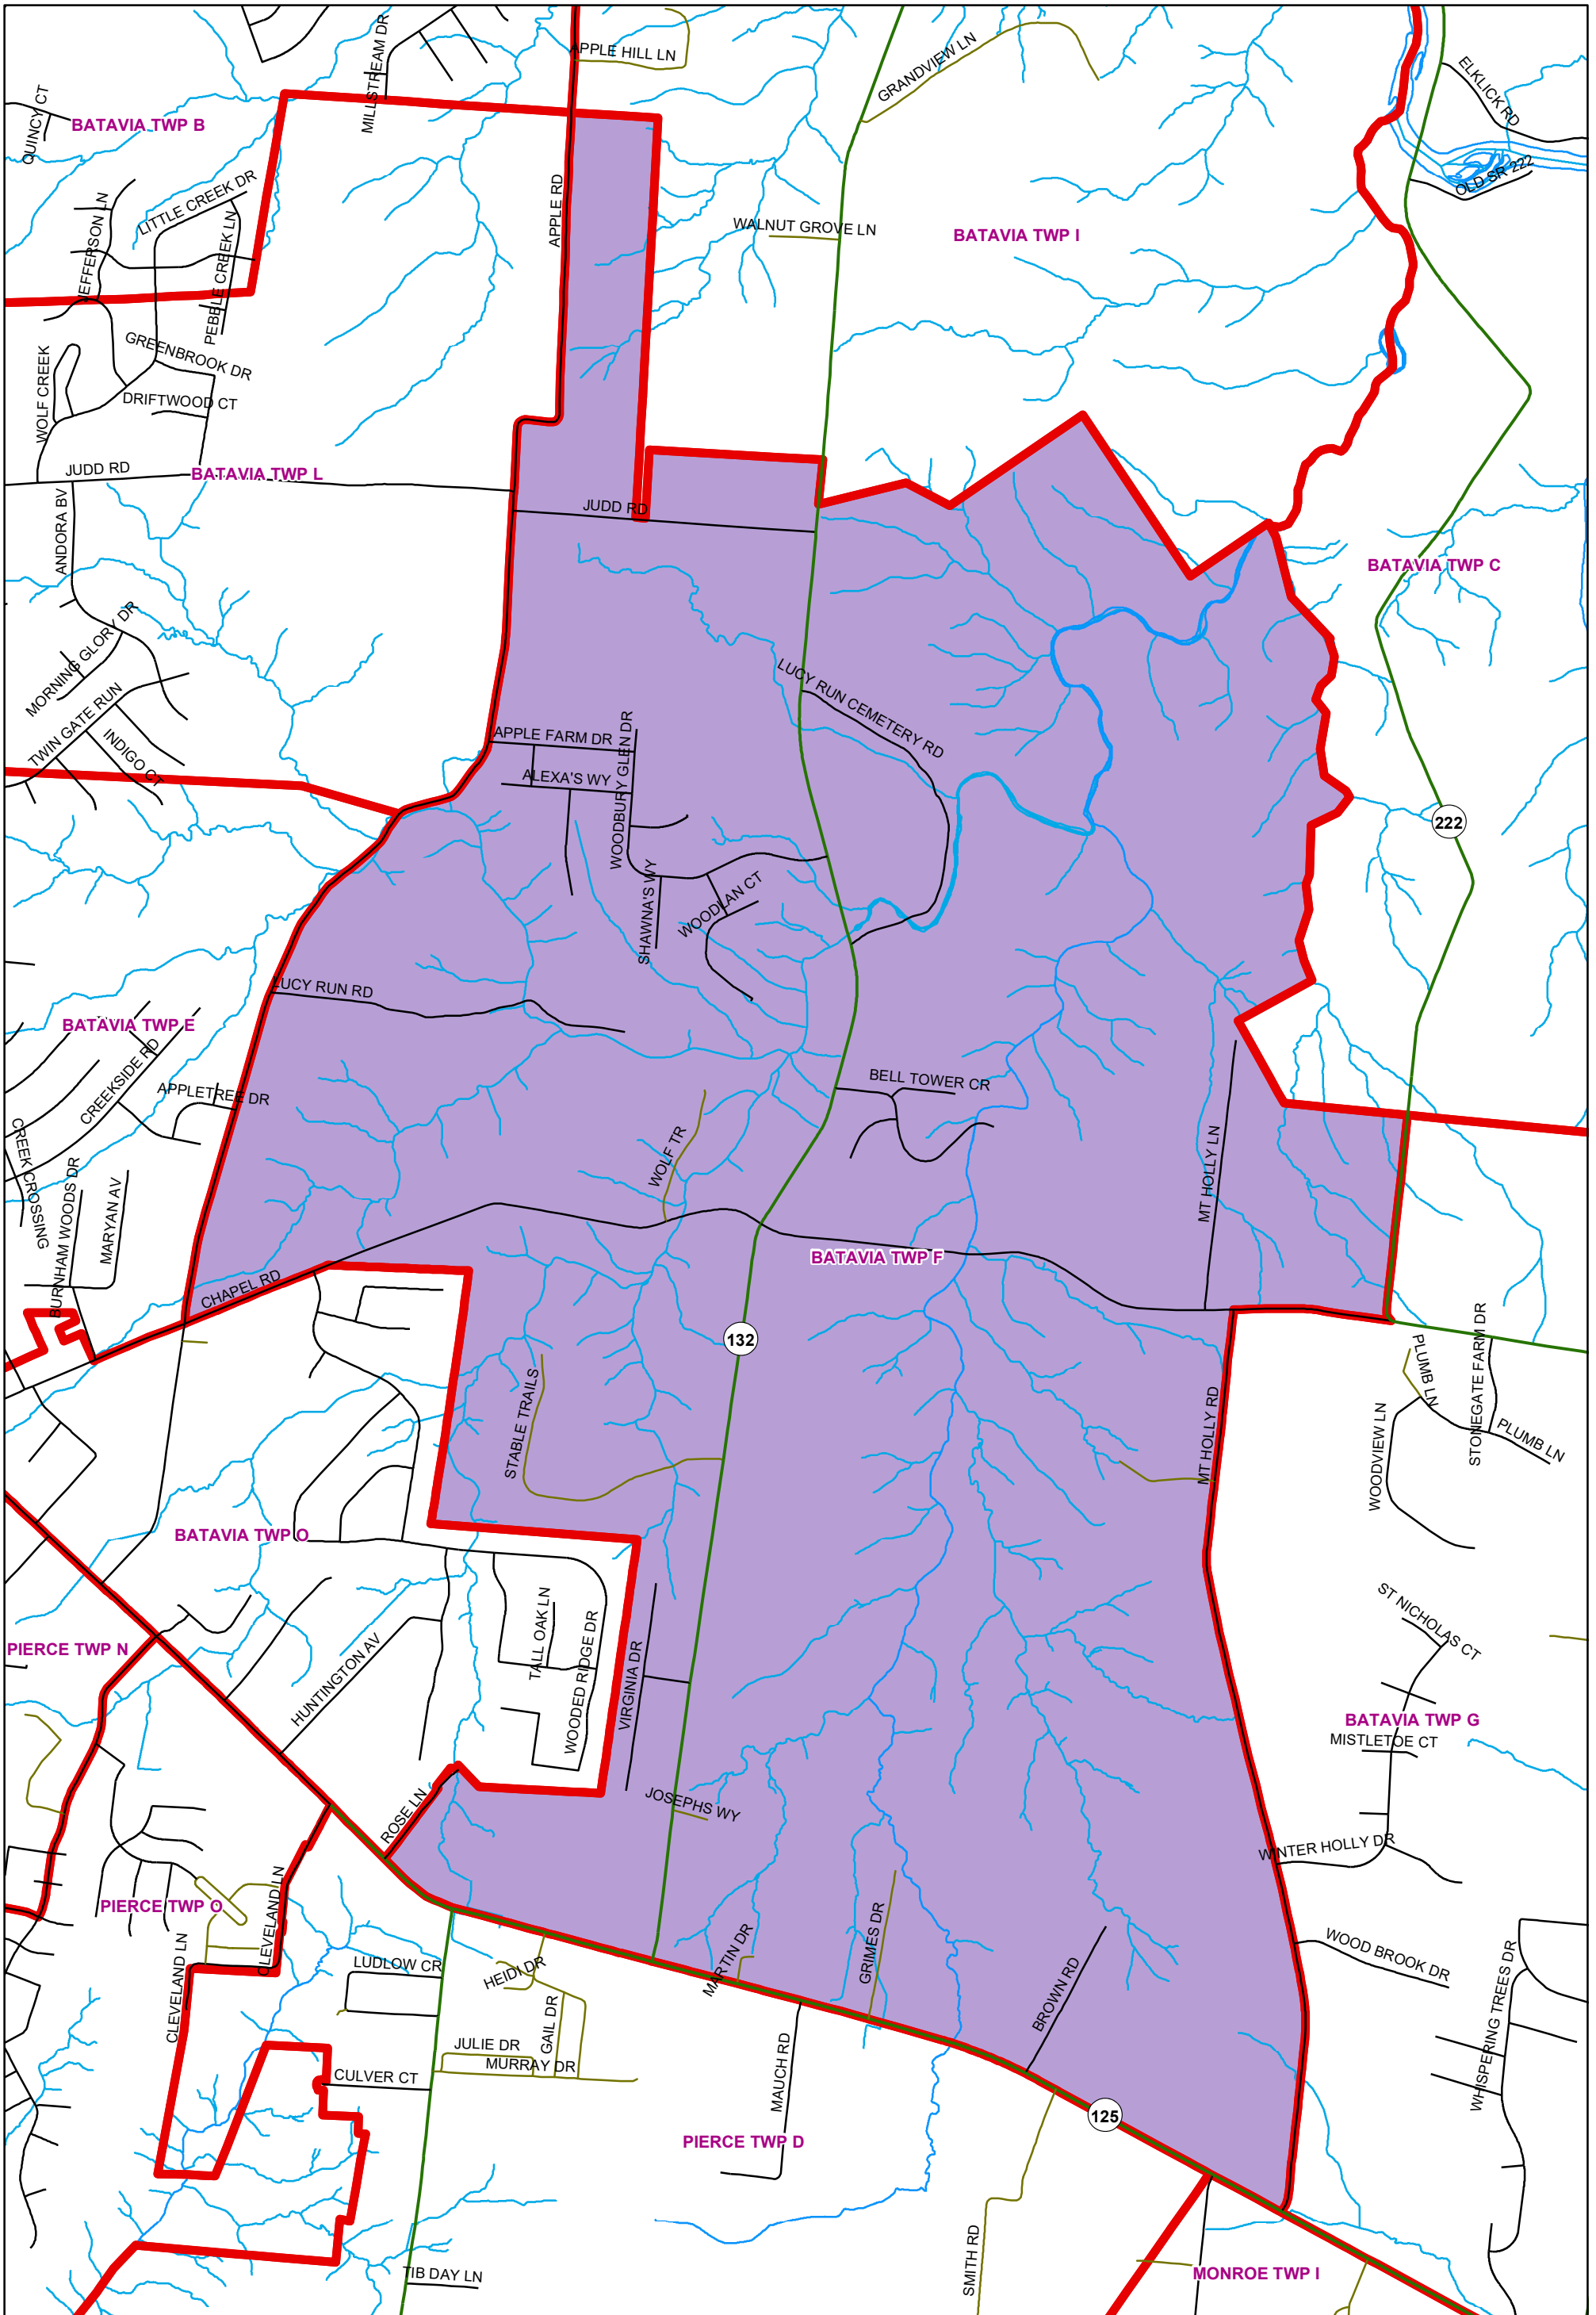 MILLSTREAM DR
APPLE HILL LN
GRANDVIEW LN
ELKLICK RD
QUINCY CT
BATAVIA TWP B
OLD SR 222
LITTLE CREEK DR
JEFFERSON LN
PEBBLE CREEK LN
APPLE RD
WALNUT GROVE LN
BATAVIA TWP I
GREENBROOK DR
WOLF CREEK
DRIFTWOOD CT
JUDD RD
BATAVIA TWP L
JUDD RD
ANDORA BV
BATAVIA TWP C
MORNING GLORY DR
LUCY RUN CEMETERY RD
TWIN GATE RUN
INDIGO CT
APPLE FARM DR
WOODBURY GLEN DR
ALEXA'S WY
222
SHAWNA'S WY
WOODLAN CT
LUCY RUN RD
BATAVIA TWP E
CREEKSIDE RD
APPLETREE DR
BELL TOWER CR
CREEK CROSSING
WOLF TR
MT HOLLY LN
BURNHAM WOODS DR
MARYAN AV
BATAVIA TWP F
CHAPEL RD
132
STABLE TRAILS
MT HOLLY RD
PLUMB LN
STONEGATE FARM DR
WOODVIEW LN
PLUMB LN
BATAVIA TWP O
ST NICHOLAS CT
PIERCE TWP N
TALL OAK LN
HUNTINGTON AV
WOODED RIDGE DR
VIRGINIA DR
BATAVIA TWP G
MISTLETOE CT
JOSEPHS WY
ROSE LN
WINTER HOLLY DR
PIERCE TWP O
CLEVELAND LN
CLEVELAND LN
LUDLOW CR
HEIDI DR
MARTIN DR
GRIMES DR
BROWN RD
WOOD BROOK DR
WHISPERING TREES DR
GAIL DR
JULIE DR
MURRAY DR
CULVER CT
MAUCH RD
125
PIERCE TWP D
SMITH RD
TIB DAY LN
MONROE TWP I